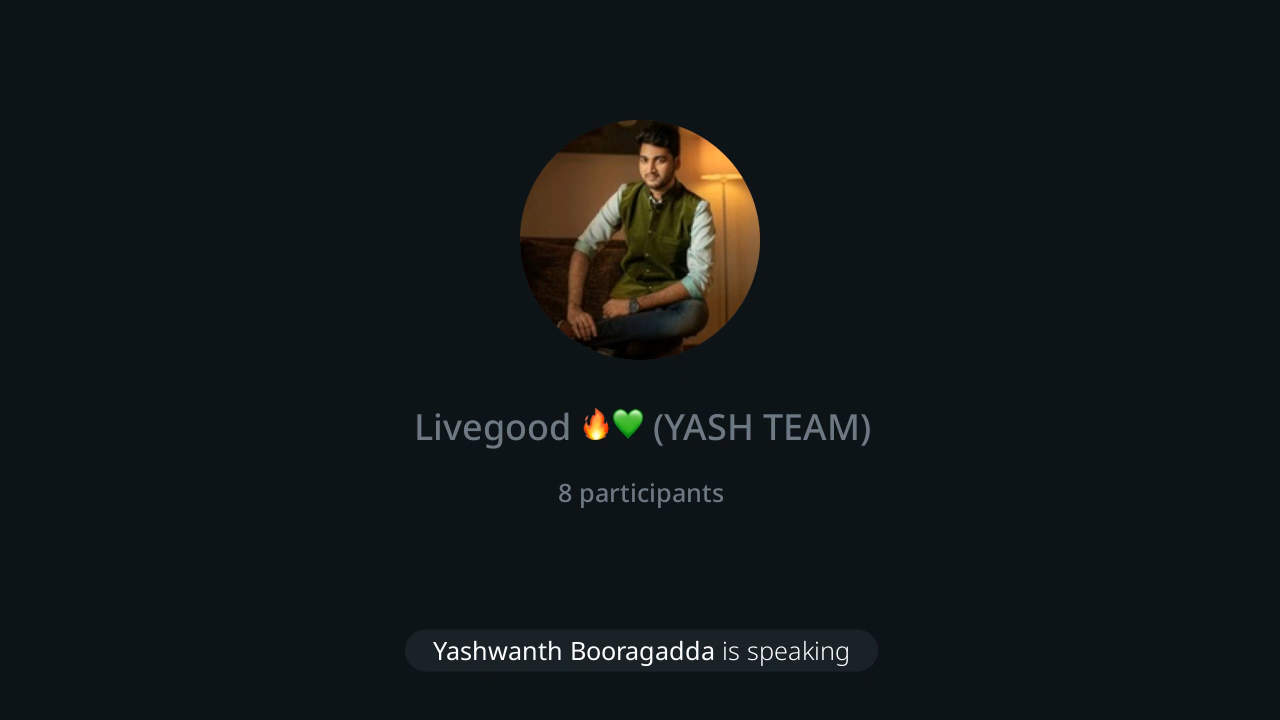 Livegood 🔥💚 (YASH TEAM)
8 participants
Yashwanth Booragadda is speaking